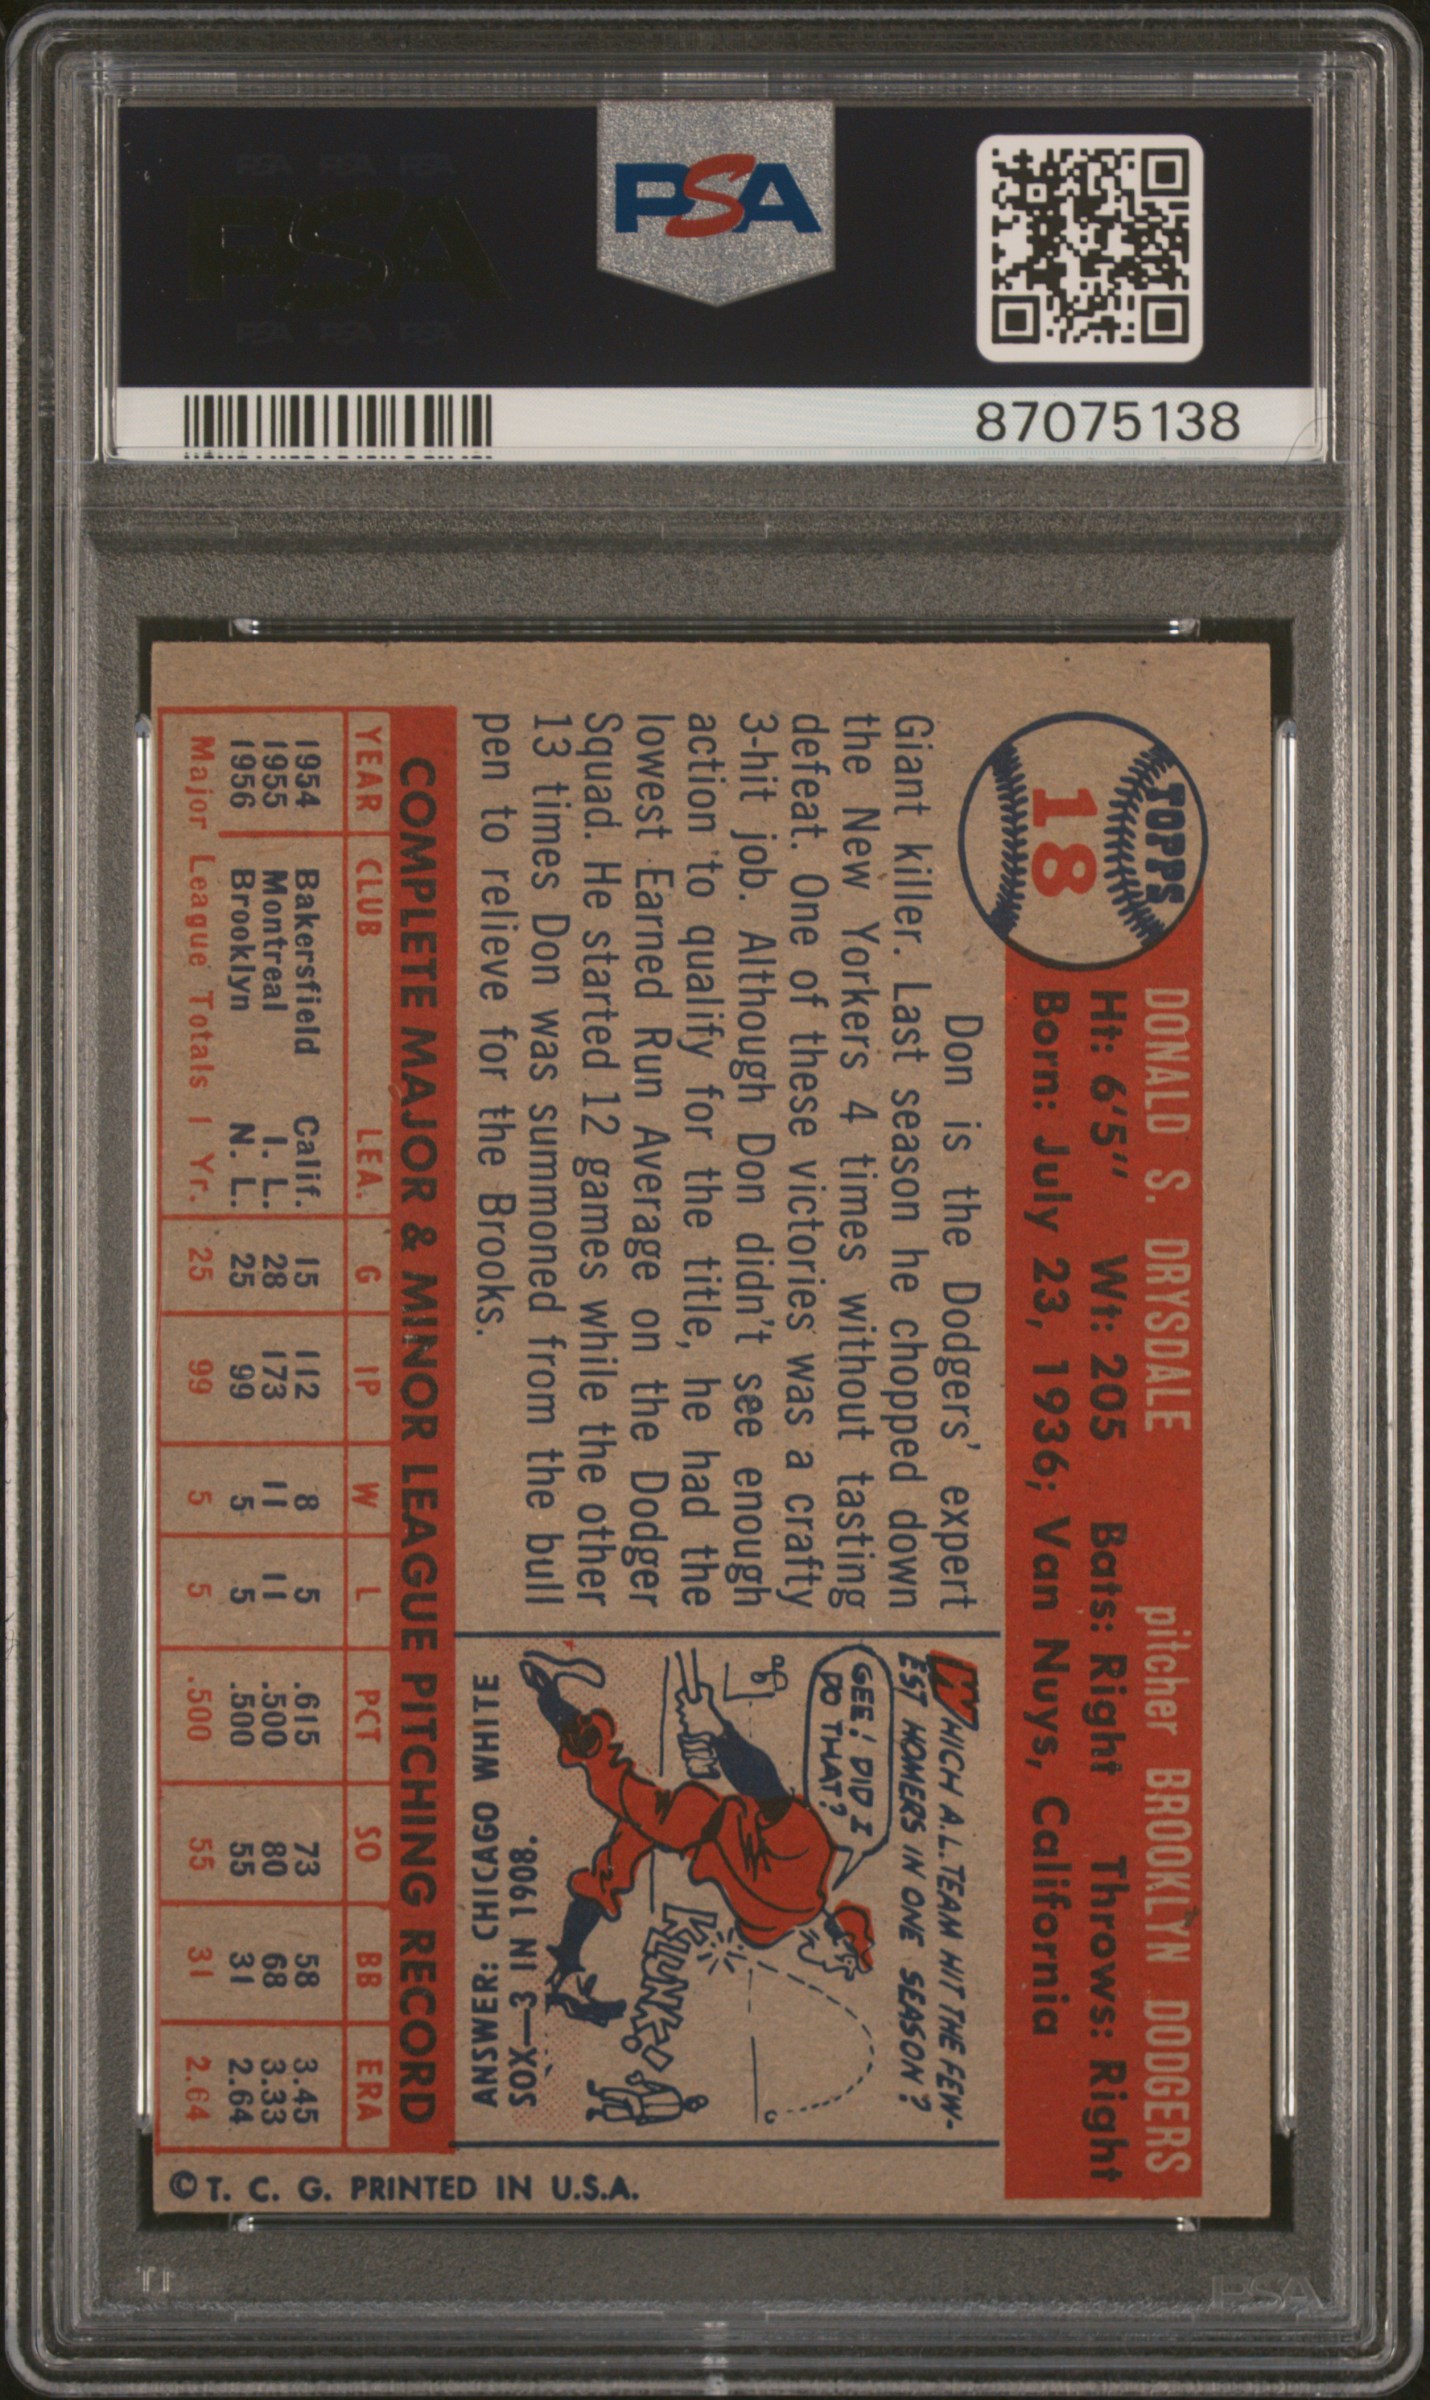 PSA PSA PSA
PSA
PSA PSA PSA
PSA
87075138
TOPPS
18
DONALD S. DRYSDALE pitcher BROOKLYN DODGERS
Ht: 6'5" Wt: 205 Bats: Right Throws: Right
Born: July 23, 1936; Van Nuys, California
Don is the Dodgers' expert
Giant killer. Last season he chopped down
the New Yorkers 4 times without tasting
defeat. One of these victories was a crafty
3-hit job. Although Don didn't see enough
action to qualify for the title, he had the
lowest Earned Run Average on the Dodger
Squad. He started 12 games while the other
13 times Don was summoned from the bull
pen to relieve for the Brooks.
WHICH A.L. TEAM HIT THE FEW-
EST HOMERS IN ONE SEASON?
GEE! DID I
DO THAT?
KLUNK!
ANSWER: CHICAGO WHITE
SOX—3 IN 1908.
COMPLETE MAJOR & MINOR LEAGUE PITCHING RECORD
YEAR CLUB LEA. G IP W L PCT SO BB ERA
1954 Bakersfield Calif. 15 112 8 5 .615 73 58 3.45
1955 Montreal I. L. 28 173 11 11 .500 80 68 3.33
1956 Brooklyn N. L. 25 99 5 5 .500 55 31 2.64
Major League Totals 1 Yr. 25 99 5 5 .500 55 31 2.64
© T. C. G. PRINTED IN U.S.A.
PSA